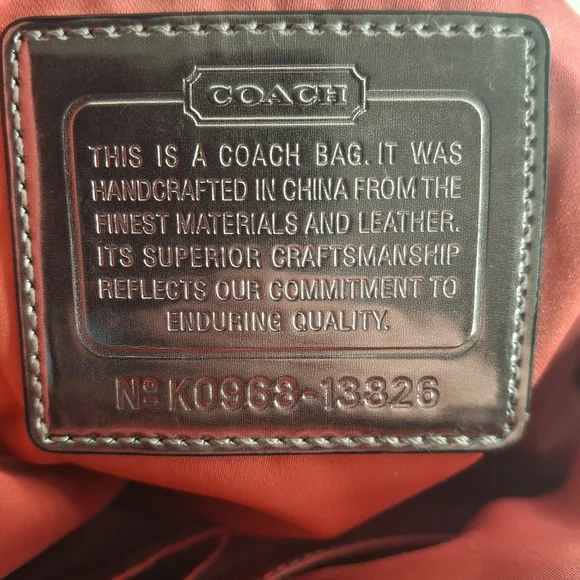 COACH
THIS IS A COACH BAG. IT WAS
HANDCRAFTED IN CHINA FROM THE
FINEST MATERIALS AND LEATHER.
ITS SUPERIOR CRAFTSMANSHIP
REFLECTS OUR COMMITMENT TO
ENDURING QUALITY.
Nº K0968-13826